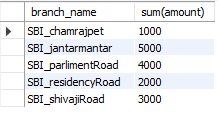 branch_name sum(amount)
SBI_chamrajpet 1000
SBI_jantarmantar 5000
SBI_parlimentRoad 4000
SBI_residencyRoad 2000
SBI_shivajiRoad 3000